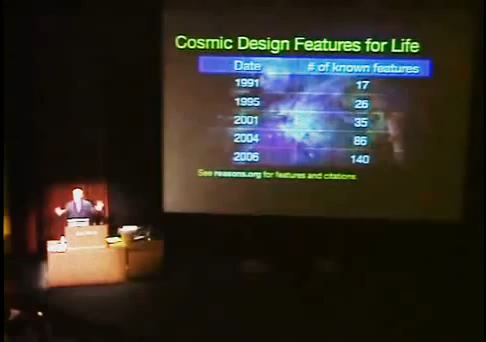 Cosmic Design Features for Life
Date # of known features
1991 17
1995 26
2001 35
2004 86
2006 140
See reasons.org for features and citations.